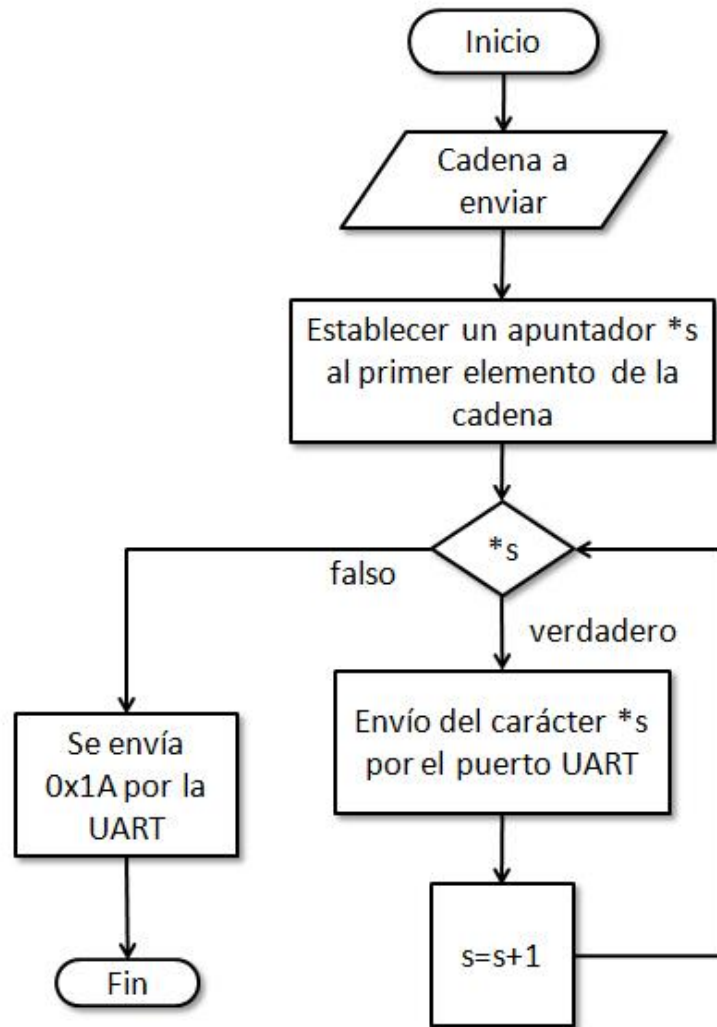 Inicio
Cadena a
enviar
Establecer un apuntador *s
al primer elemento de la
cadena
*s
falso
verdadero
Envío del carácter *s
por el puerto UART
Se envía
0x1A por la
UART
s=s+1
Fin